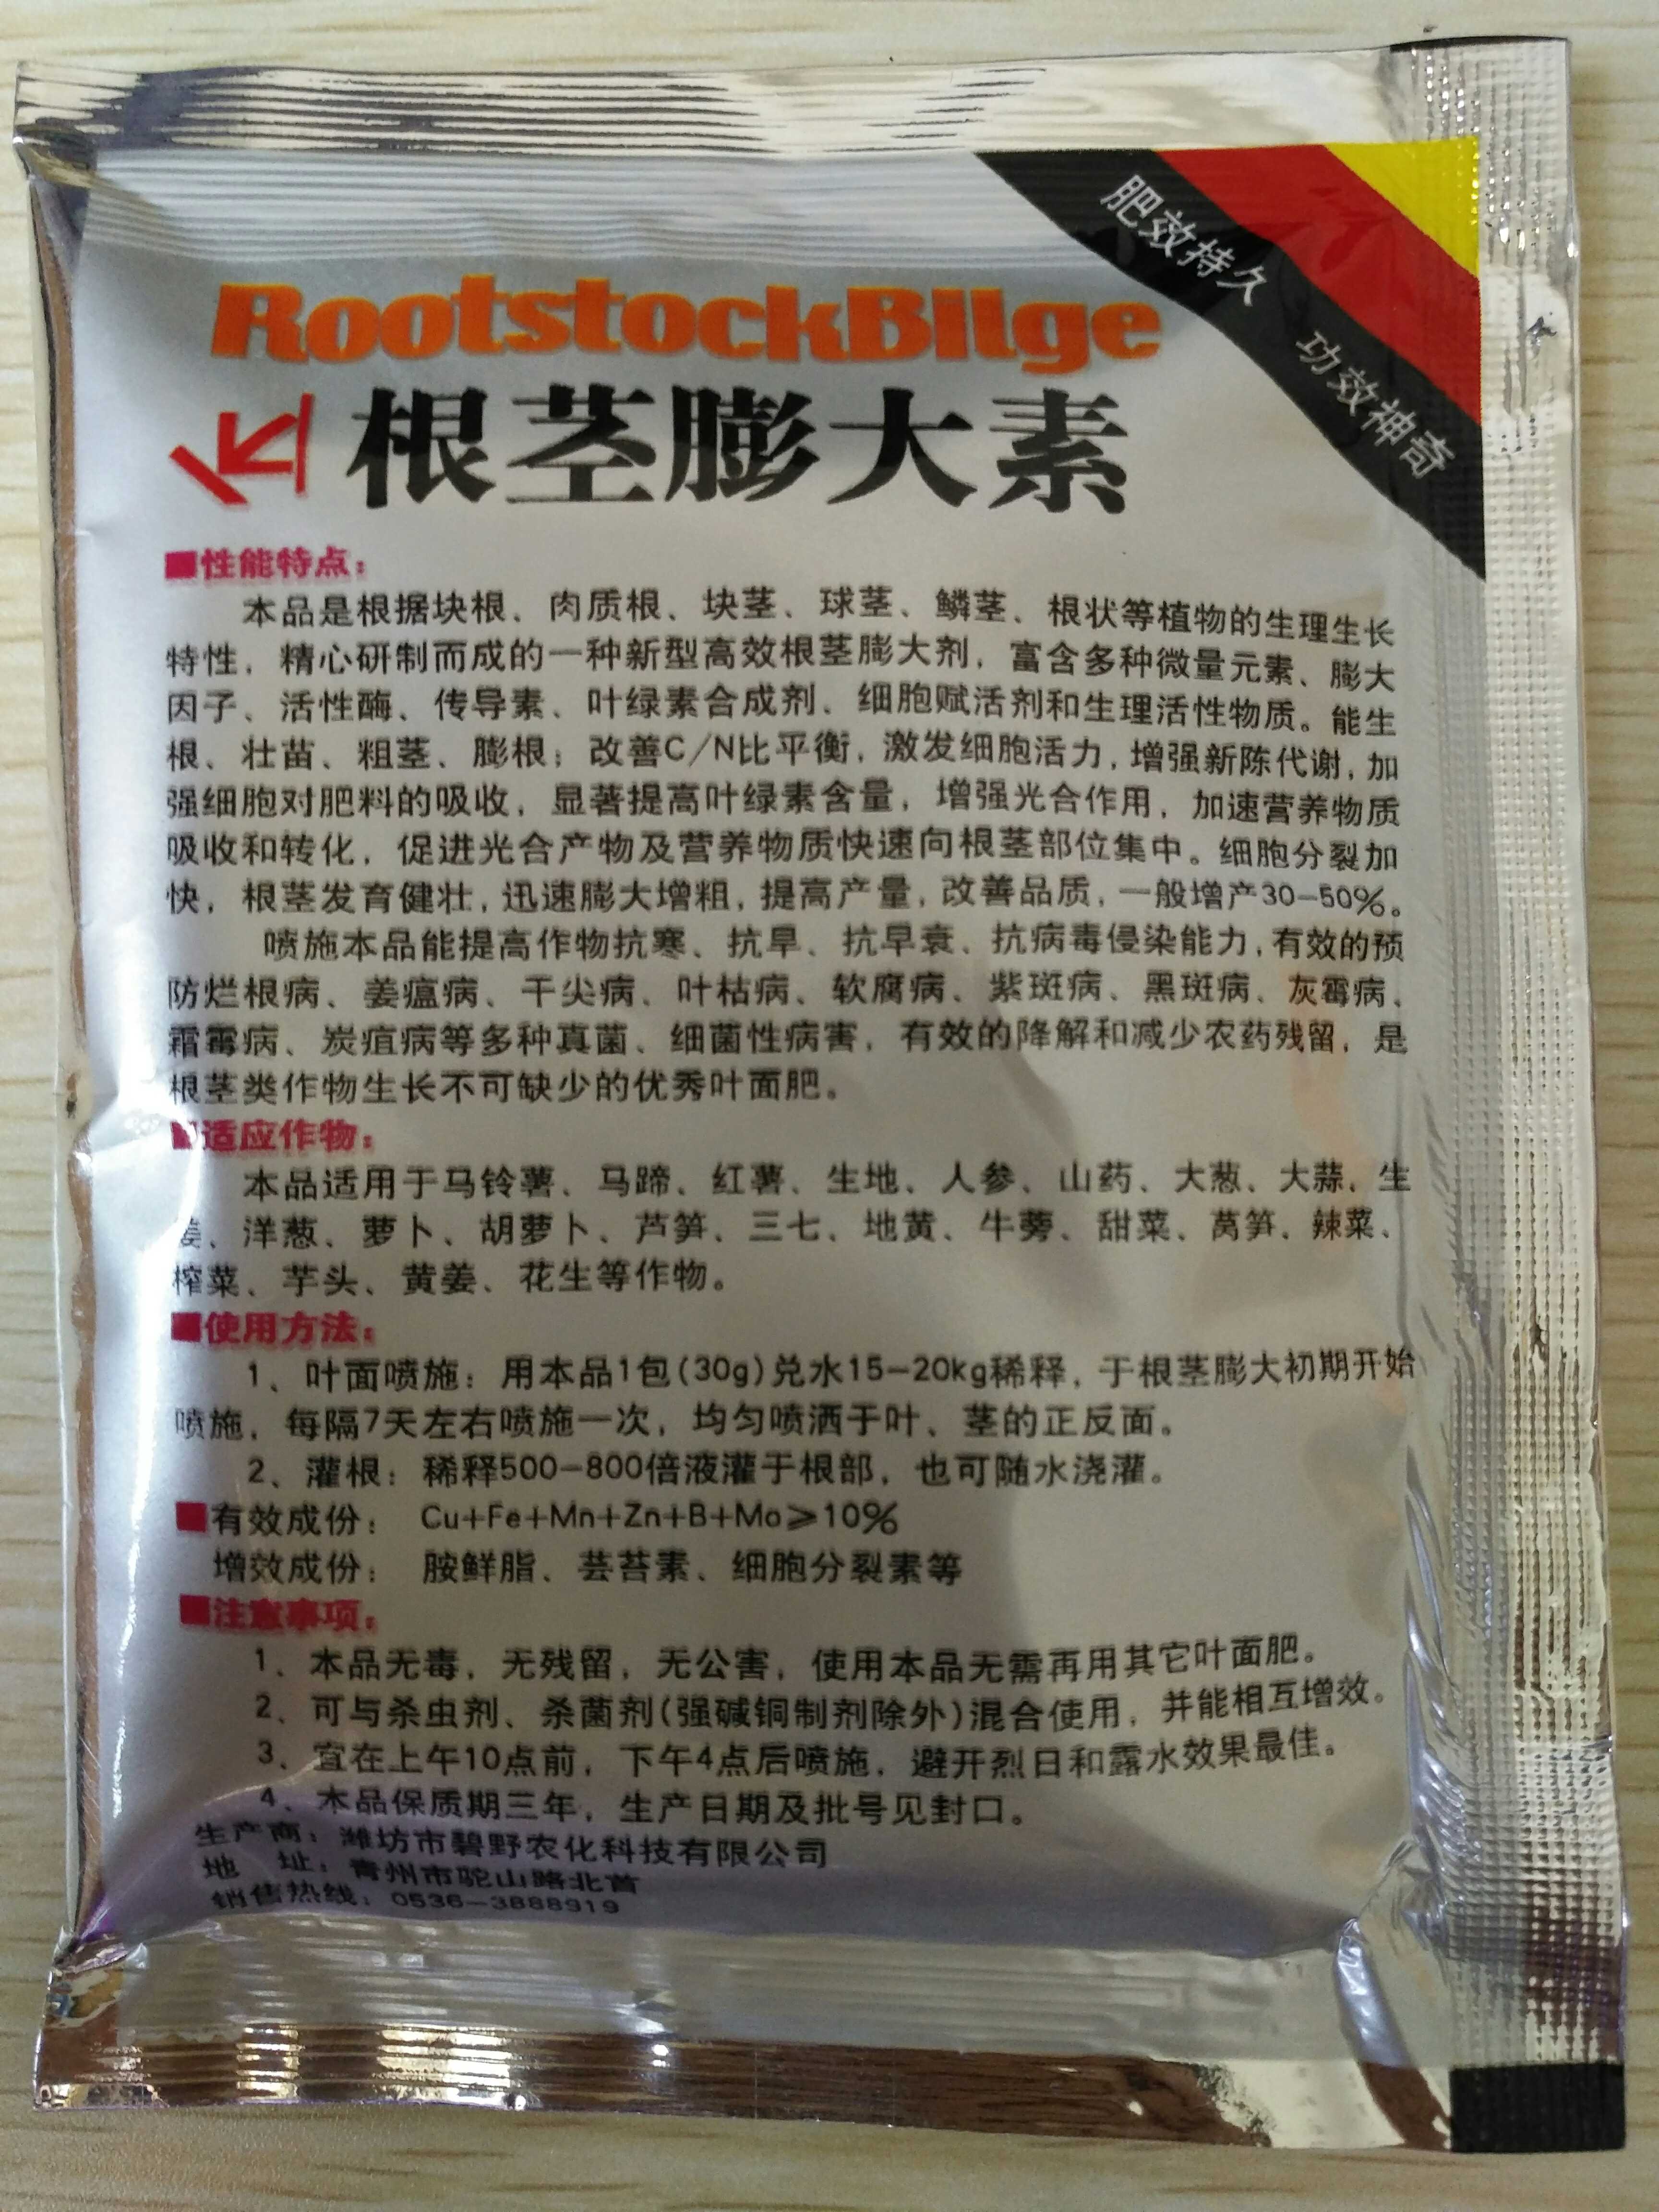 肥效持久 功效神奇
RootstockBilge
根茎膨大素
■性能特点：
本品是根据块根、肉质根、块茎、球茎、鳞茎、根状等植物的生理生长
特性，精心研制而成的一种新型高效根茎膨大剂，富含多种微量元素、膨大
因子、活性酶、传导素、叶绿素合成剂、细胞赋活剂和生理活性物质。能生
根、壮苗、粗茎、膨根；改善C/N比平衡，激发细胞活力，增强新陈代谢，加
强细胞对肥料的吸收，显著提高叶绿素含量，增强光合作用，加速营养物质
吸收和转化，促进光合产物及营养物质快速向根茎部位集中。细胞分裂加
快，根茎发育健壮，迅速膨大增粗，提高产量，改善品质，一般增产30-50%。
喷施本品能提高作物抗寒、抗旱、抗早衰、抗病毒侵染能力，有效的预
防烂根病、姜瘟病、干尖病、叶枯病、软腐病、紫斑病、黑斑病、灰霉病、
霜霉病、炭疽病等多种真菌、细菌性病害，有效的降解和减少农药残留，是
根茎类作物生长不可缺少的优秀叶面肥。
■适应作物：
本品适用于马铃薯、马蹄、红薯、生地、人参、山药、大葱、大蒜、生
姜、洋葱、萝卜、胡萝卜、芦笋、三七、地黄、牛蒡、甜菜、莴笋、辣菜、
榨菜、芋头、黄姜、花生等作物。
■使用方法：
1、叶面喷施：用本品1包(30g)兑水15-20kg稀释，于根茎膨大初期开始
喷施，每隔7天左右喷施一次，均匀喷洒于叶、茎的正反面。
2、灌根：稀释500-800倍液灌于根部，也可随水浇灌。
■有效成份： Cu+Fe+Mn+Zn+B+Mo≥10%
增效成份： 胺鲜脂、芸苔素、细胞分裂素等
■注意事项：
1、本品无毒，无残留，无公害，使用本品无需再用其它叶面肥。
2、可与杀虫剂、杀菌剂(强碱铜制剂除外)混合使用，并能相互增效。
3、宜在上午10点前，下午4点后喷施，避开烈日和露水效果最佳。
4、本品保质期三年，生产日期及批号见封口。
生产商：潍坊市碧野农化科技有限公司
地 址：青州市驼山路北首
销售热线：0536-3888919